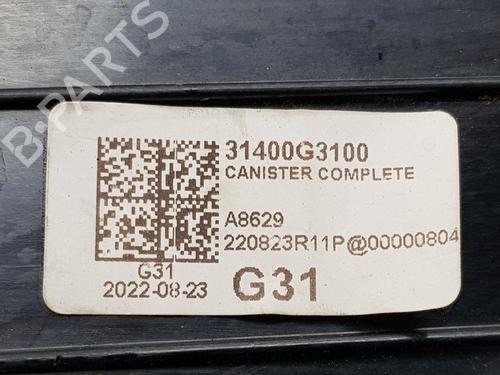 31400G3100
CANISTER COMPLETE
A8629
220823R11P@00000804
G31
2022-08-23
G31
B-PARTS